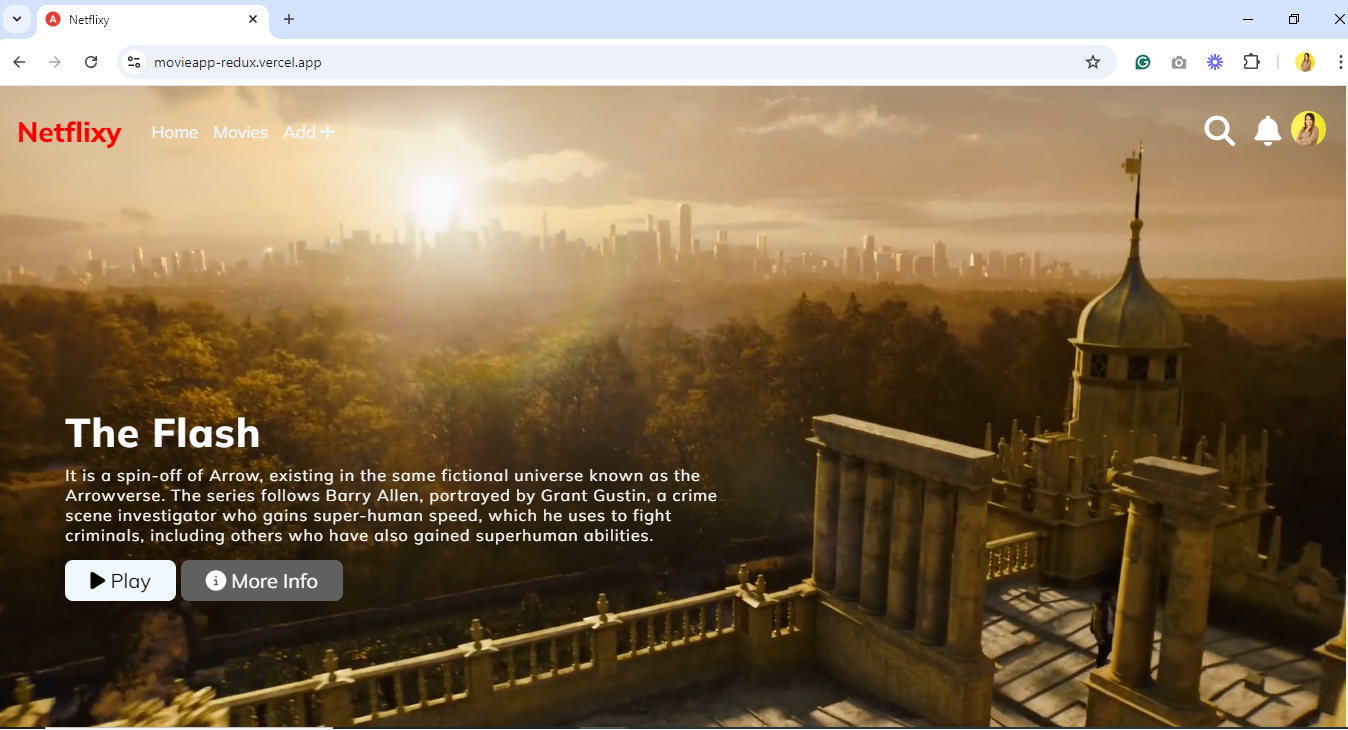 Netflixy
movieapp-redux.vercel.app
Netflixy Home Movies Add
The Flash
It is a spin-off of Arrow, existing in the same fictional universe known as the
Arrowverse. The series follows Barry Allen, portrayed by Grant Gustin, a crime
scene investigator who gains super-human speed, which he uses to fight
criminals, including others who have also gained superhuman abilities.
Play More Info